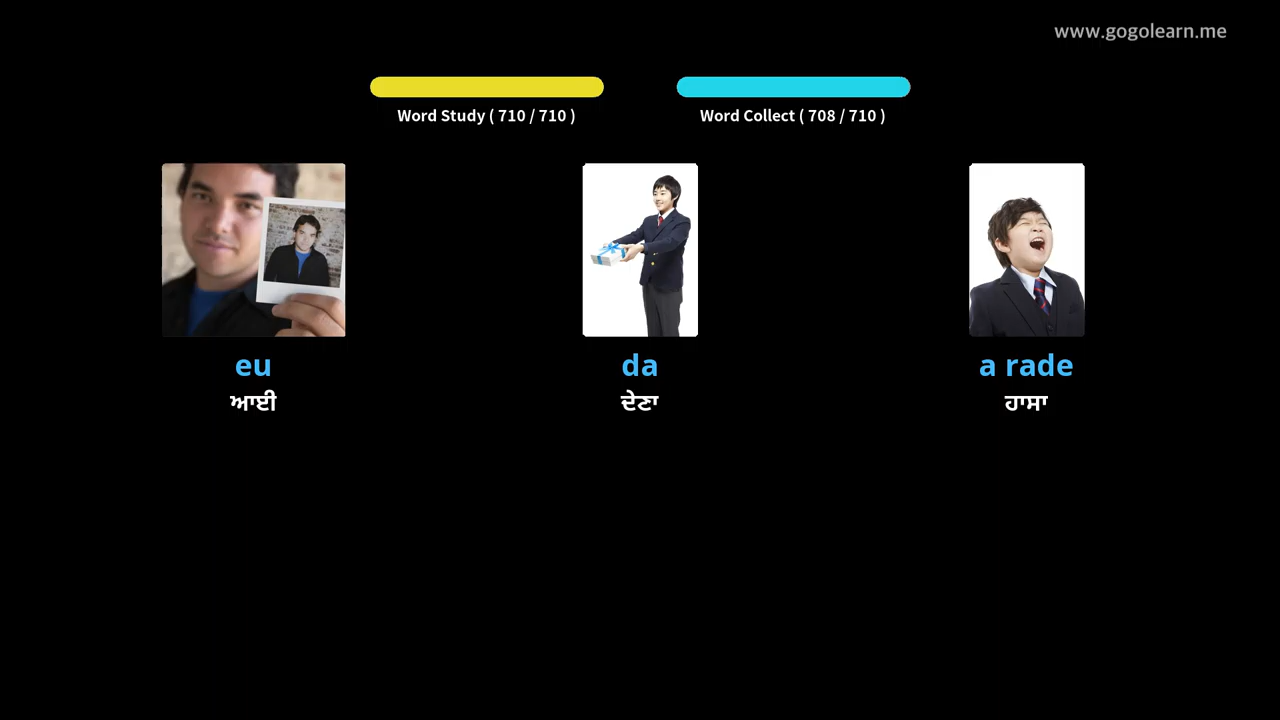 www.gogolearn.me
Word Study ( 710 / 710 ) Word Collect ( 708 / 710 )
eu da a rade
ਆਈ ਦੇਣਾ ਹਾਸਾ